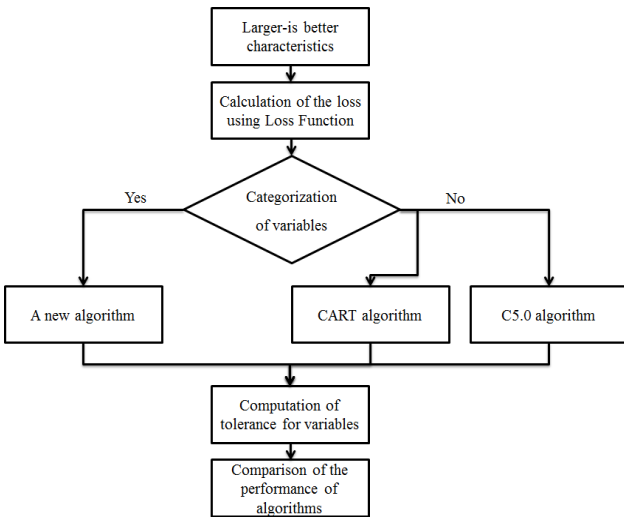 Larger-is better
characteristics
Calculation of the loss
using Loss Function
Yes
Categorization
of variables
No
A new algorithm
CART algorithm
C5.0 algorithm
Computation of
tolerance for variables
Comparison of the
performance of
algorithms